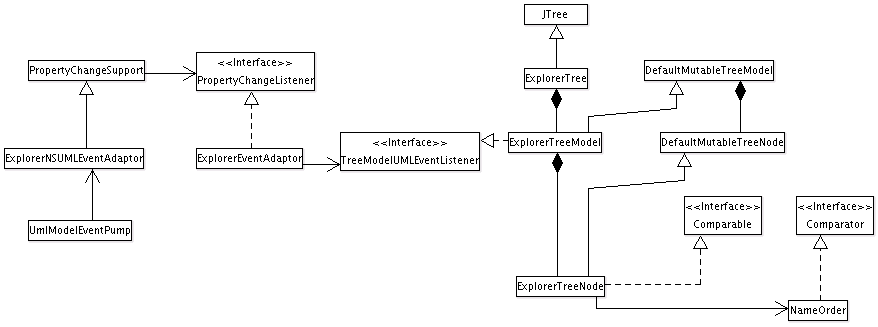 JTree
<<Interface>>
PropertyChangeListener
PropertyChangeSupport
ExplorerTree
DefaultMutableTreeModel
<<Interface>>
TreeModelUMLEventListener
ExplorerTreeModel
DefaultMutableTreeNode
ExplorerNSUMLEventAdaptor
ExplorerEventAdaptor
<<Interface>>
Comparable
<<Interface>>
Comparator
UmlModelEventPump
ExplorerTreeNode
NameOrder